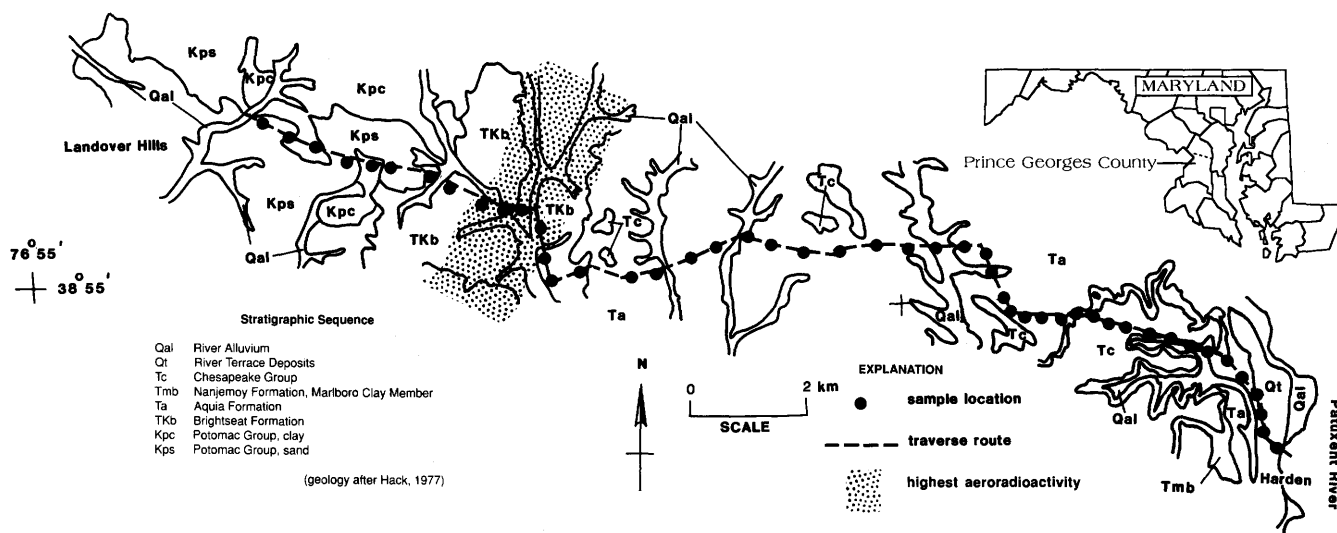 Kps
Kpc
Kpc
Qal
TKb
Qal
MARYLAND
Landover Hills
Kps
Prince Georges County
Tc
Kps
Kpc
TKb
Tc
TKb
Qal
76° 55'
38° 55'
Ta
Ta
Stratigraphic Sequence
Qal River Alluvium
Qt River Terrace Deposits
Tc Chesapeake Group
Tmb Nanjemoy Formation, Marlboro Clay Member
Ta Aquia Formation
TKb Brightseat Formation
Kpc Potomac Group, clay
Kps Potomac Group, sand
(geology after Hack, 1977)
N
0 2 km
SCALE
EXPLANATION
sample location
traverse route
highest aeroradioactivity
Qal
Tc
Tc
Qt
Qal
Qal
Ta
Tmb
Harden
Patuxent River